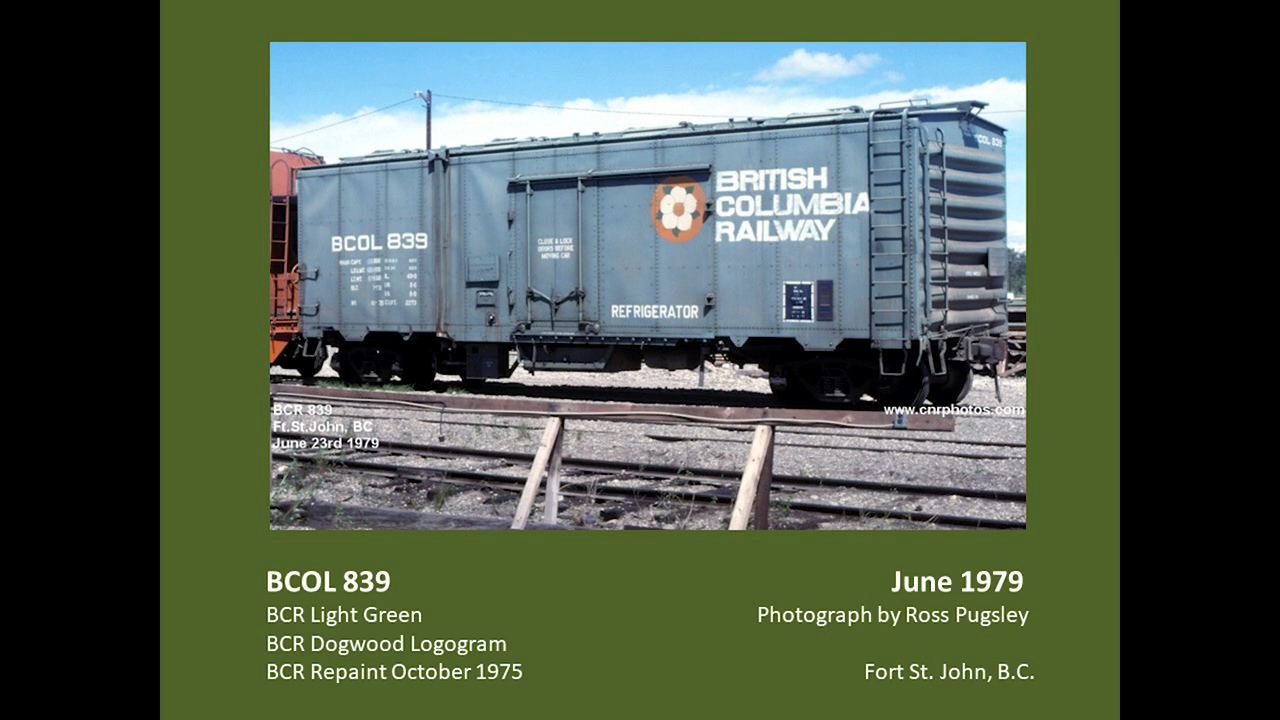 BCOL 839
BRITISH
COLUMBIA
RAILWAY
BCOL 839
CLOSE & LOCK
DOORS BEFORE
MOVING CAR
REFRIGERATOR
BCR 839
Ft.St.John, BC
June 23rd 1979
www.cnrphotos.com
BCOL 839
BCR Light Green
BCR Dogwood Logogram
BCR Repaint October 1975
June 1979
Photograph by Ross Pugsley
Fort St. John, B.C.